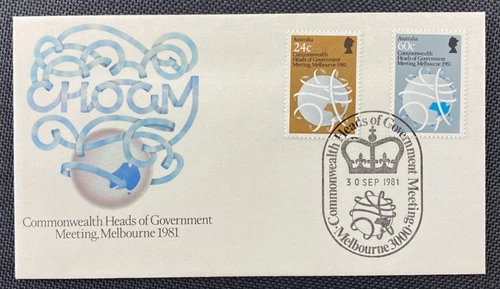 CHOGM
Commonwealth Heads of Government
Meeting, Melbourne 1981
Australia
24c
Commonwealth
Heads of Government
Meeting, Melbourne 1981
Australia
60c
Commonwealth
Heads of Government
Meeting, Melbourne 1981
Commonwealth Heads of Government Meeting
30 SEP 1981
Melbourne 3000